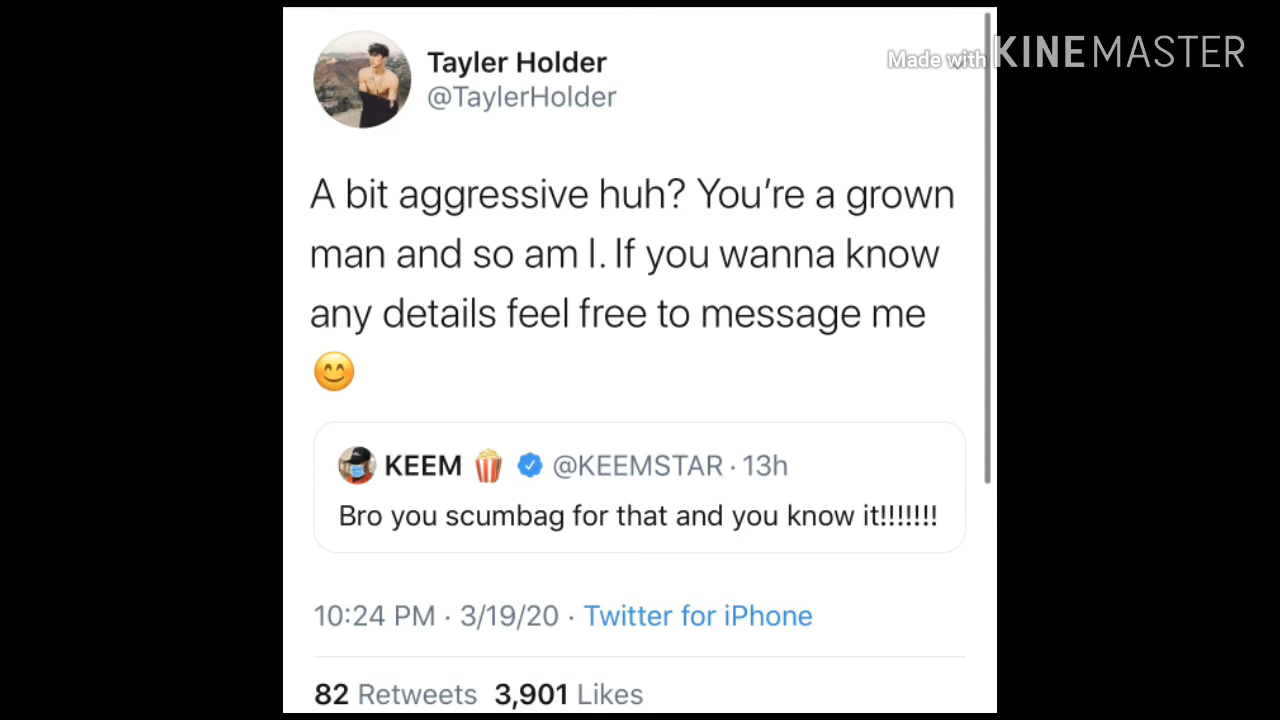 Tayler Holder
@TaylerHolder
Made with KINEMASTER
A bit aggressive huh? You’re a grown
man and so am I. If you wanna know
any details feel free to message me
😊
KEEM 🍿 @KEEMSTAR · 13h
Bro you scumbag for that and you know it!!!!!!!
10:24 PM · 3/19/20 · Twitter for iPhone
82 Retweets 3,901 Likes